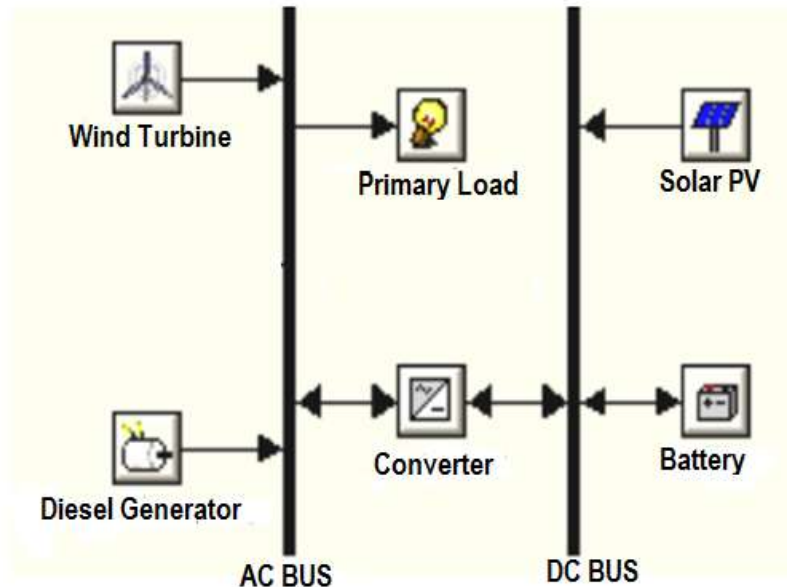 Wind Turbine
Primary Load
Solar PV
Diesel Generator
Converter
Battery
AC BUS
DC BUS